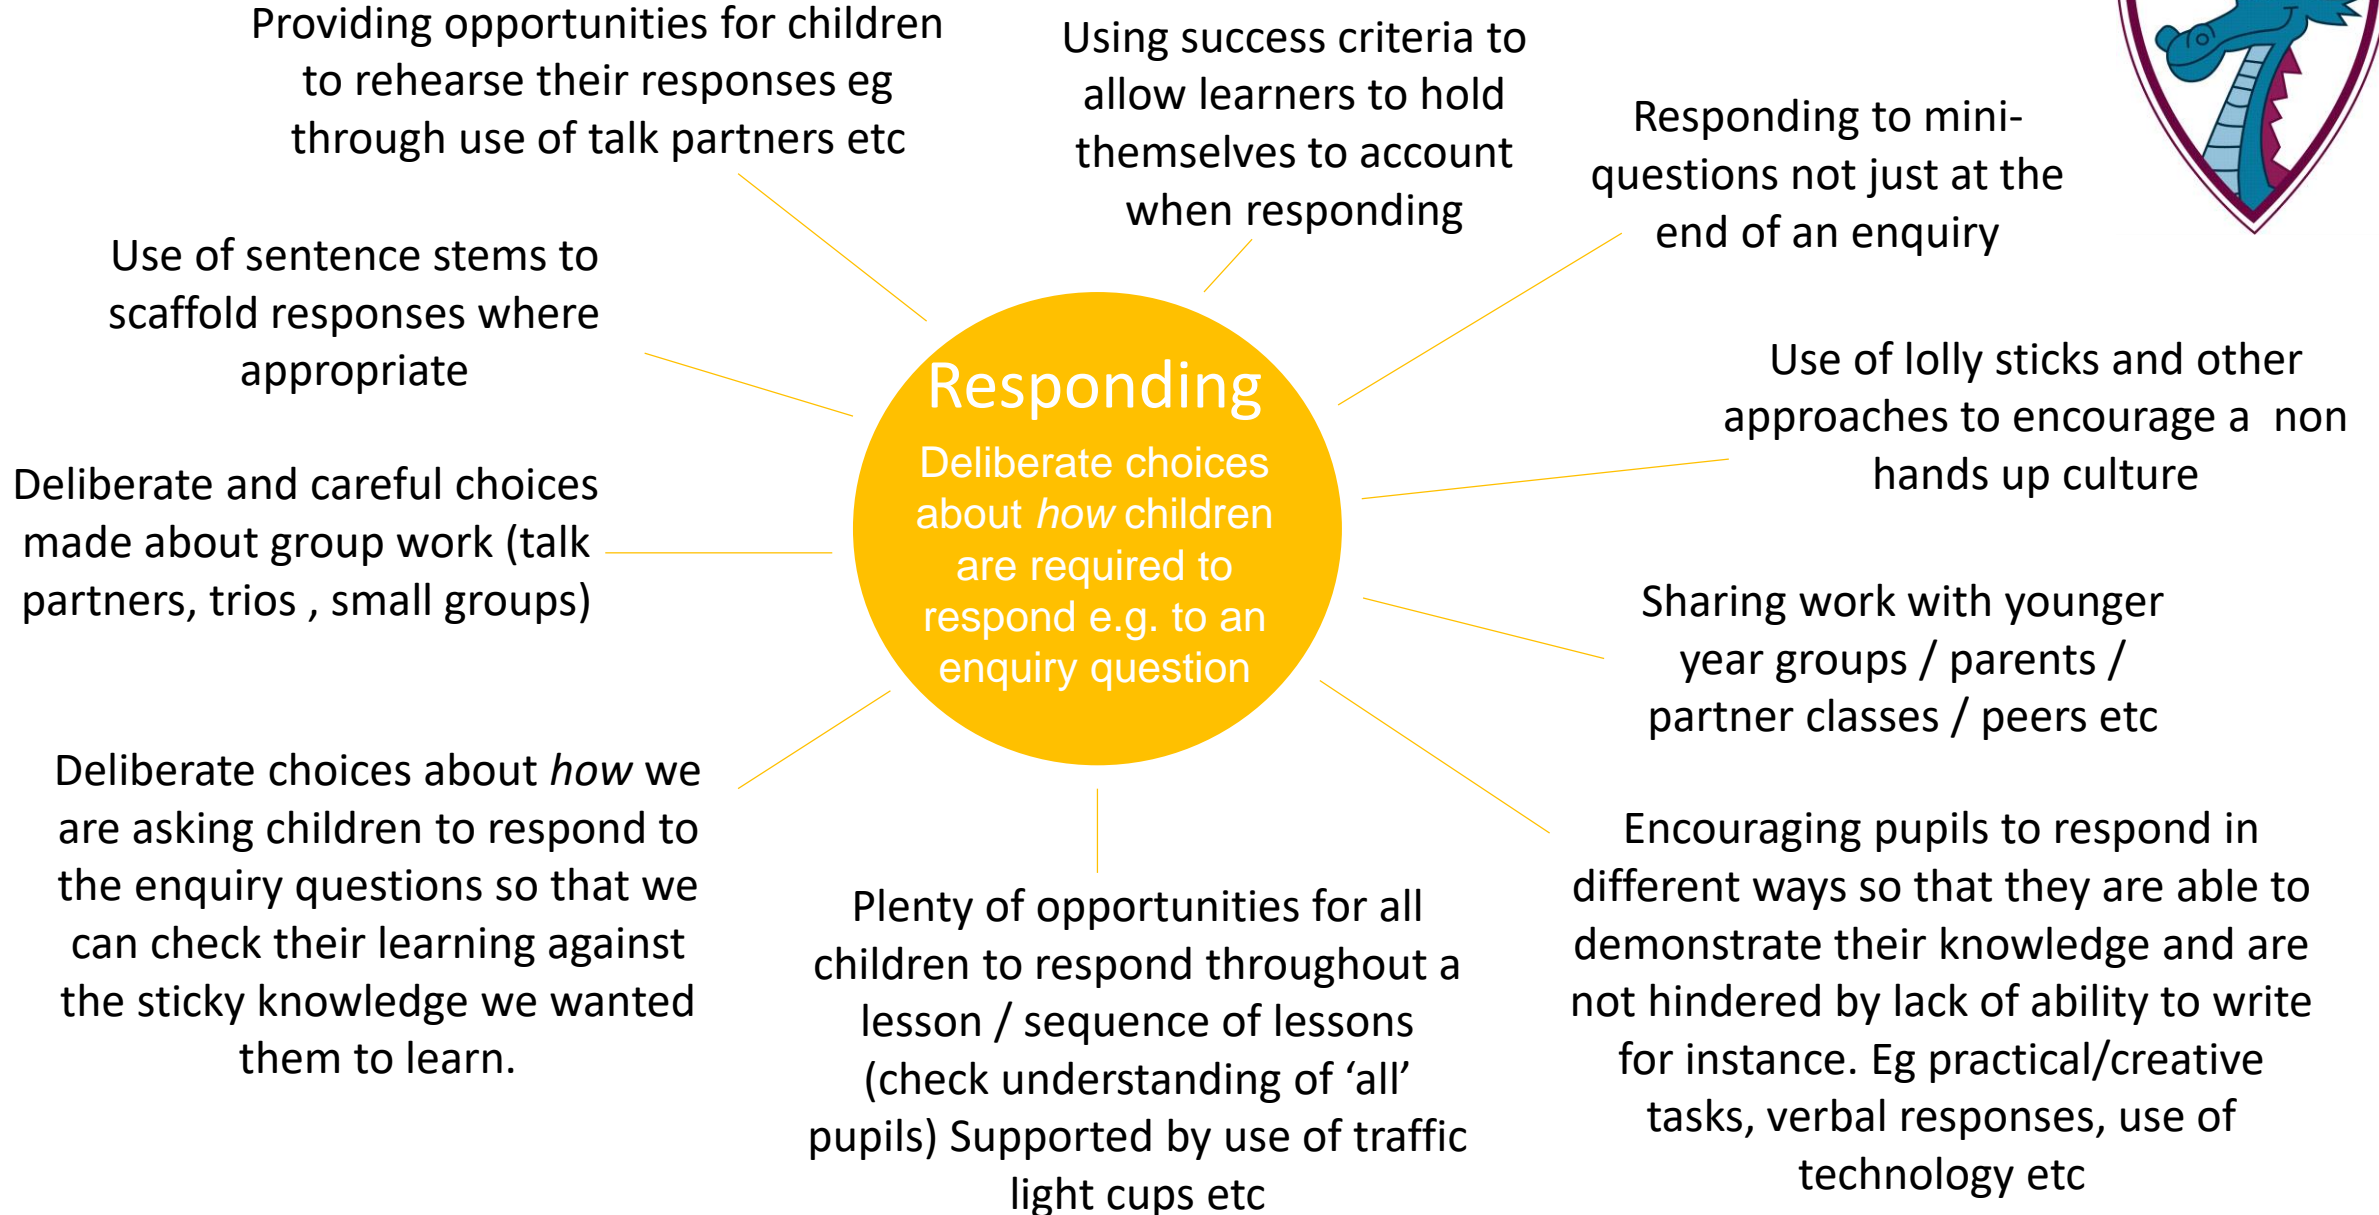 Providing opportunities for children
to rehearse their responses eg
through use of talk partners etc
Using success criteria to
allow learners to hold
themselves to account
when responding
Responding to mini-
questions not just at the
end of an enquiry
Use of sentence stems to
scaffold responses where
appropriate
Use of lolly sticks and other
approaches to encourage a  non
hands up culture
Responding
Deliberate choices
about how children
are required to
respond e.g. to an
enquiry question
Deliberate and careful choices
made about group work (talk
partners, trios , small groups)
Sharing work with younger
year groups / parents /
partner classes / peers etc
Deliberate choices about how we
are asking children to respond to
the enquiry questions so that we
can check their learning against
the sticky knowledge we wanted
them to learn.
Plenty of opportunities for all
children to respond throughout a
lesson / sequence of lessons
(check understanding of ‘all’
pupils) Supported by use of traffic
light cups etc
Encouraging pupils to respond in
different ways so that they are able to
demonstrate their knowledge and are
not hindered by lack of ability to write
for instance. Eg practical/creative
tasks, verbal responses, use of
technology etc